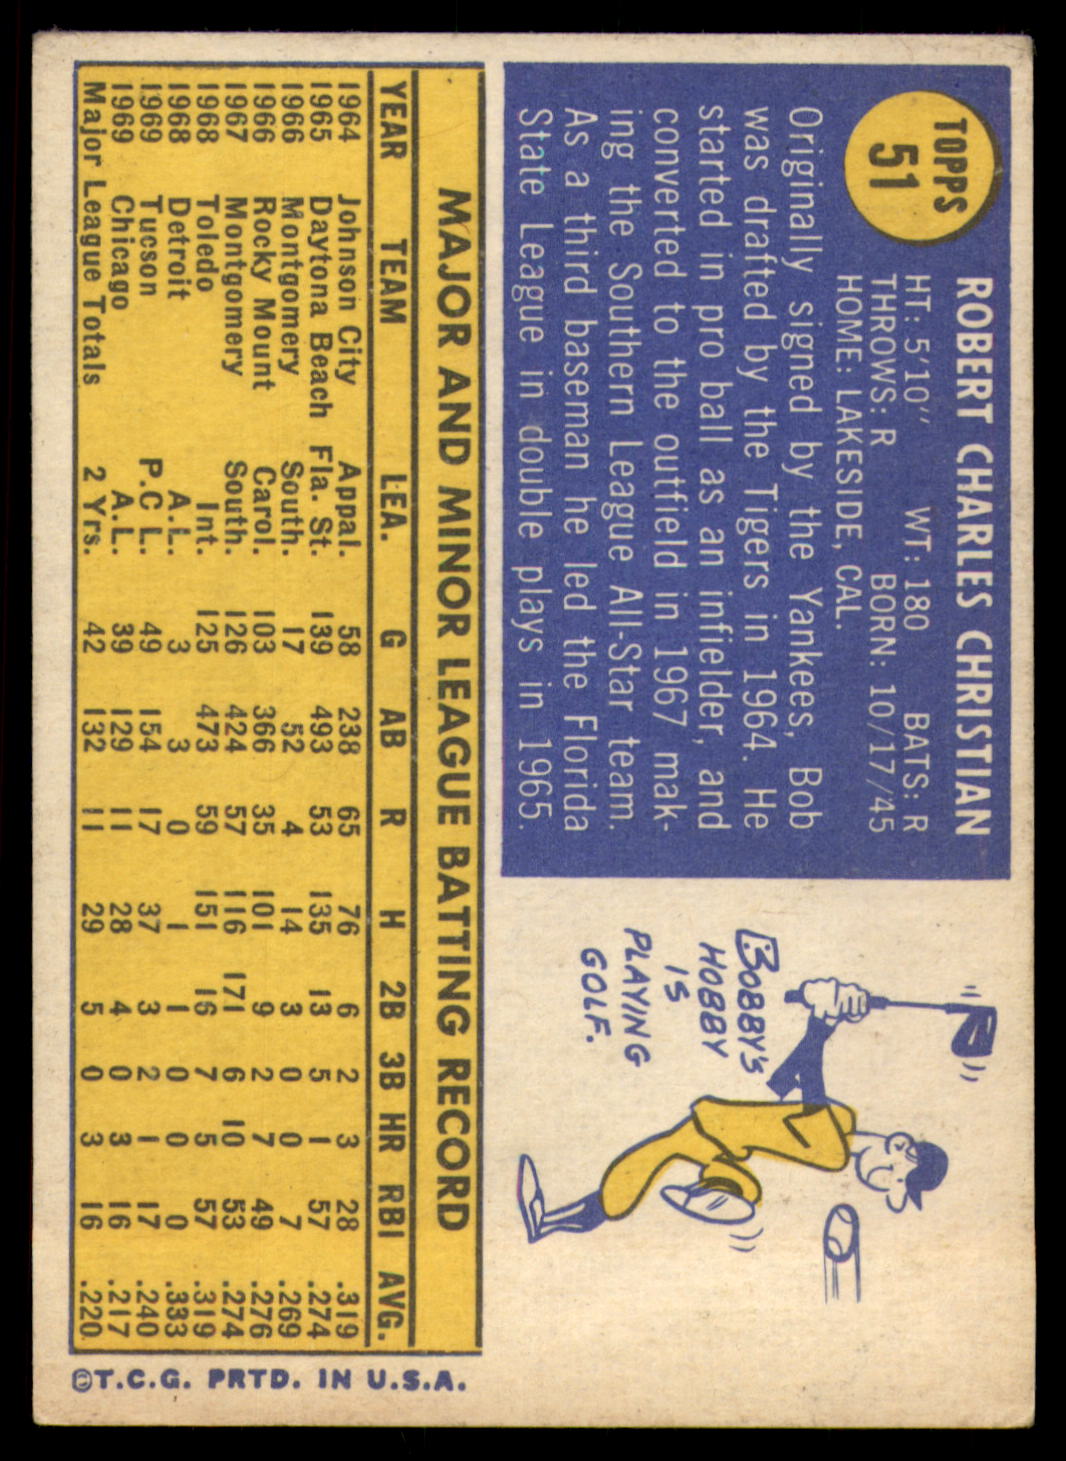 TOPPS
51
ROBERT CHARLES CHRISTIAN
HT: 5'10" WT: 180 BATS: R
THROWS: R BORN: 10/17/45
HOME: LAKESIDE, CAL.
Originally signed by the Yankees, Bob
was drafted by the Tigers in 1964. He
started in pro ball as an infielder, and
converted to the outfield in 1967 mak-
ing the Southern League All-Star team.
As a third baseman he led the Florida
State League in double plays in 1965.
BOBBY'S
HOBBY
IS
PLAYING
GOLF.
MAJOR AND MINOR LEAGUE BATTING RECORD
YEAR TEAM LEA. G AB R H 2B 3B HR RBI AVG.
1964 Johnson City Appal. 58 238 65 76 6 2 3 28 .319
1965 Daytona Beach Fla. St. 139 493 53 135 13 5 1 57 .274
1966 Montgomery South. 17 52 4 14 3 0 0 7 .269
1966 Rocky Mount Carol. 103 366 35 101 9 2 7 49 .276
1967 Montgomery South. 126 424 57 116 171 6 10 53 .274
1968 Toledo Int. 125 473 59 151 16 7 5 57 .319
1968 Detroit A.L. 3 3 0 1 1 0 0 0 .333
1969 Tucson P.C L. 49 154 17 37 3 2 1 17 .240
1969 Chicago A.L. 39 129 11 28 4 0 3 16 .217
Major League Totals 2 Yrs. 42 132 11 29 5 0 3 16 .220
©T.C.G. PRTD. IN U.S.A.